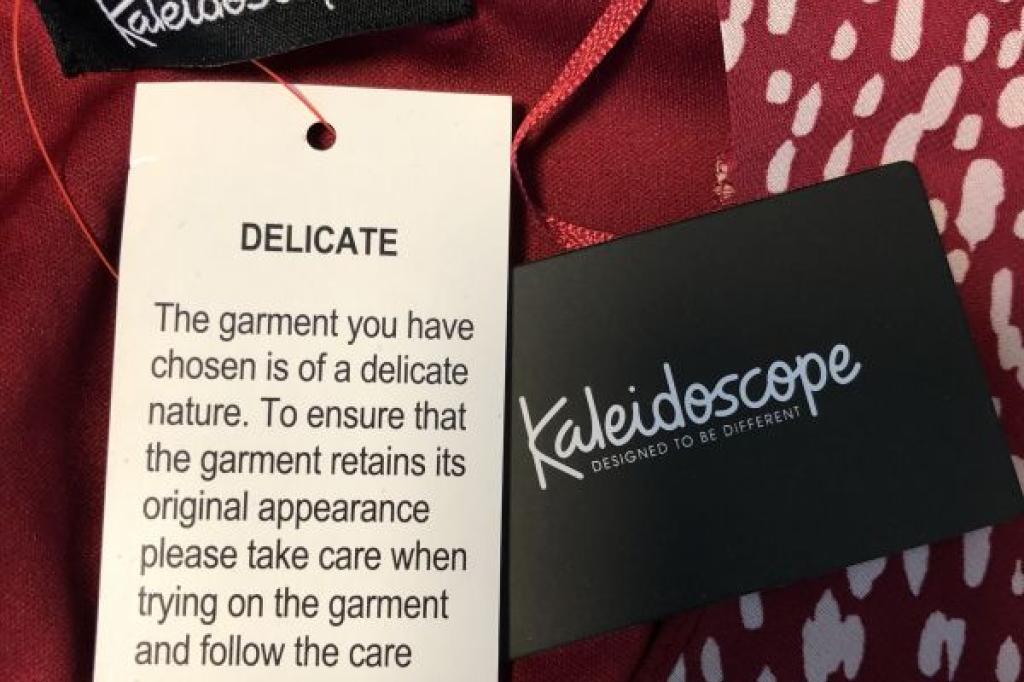 Kaleidoscope
DELICATE
The garment you have
chosen is of a delicate
nature. To ensure that
the garment retains its
original appearance
please take care when
trying on the garment
and follow the care
Kaleidoscope
DESIGNED TO BE DIFFERENT